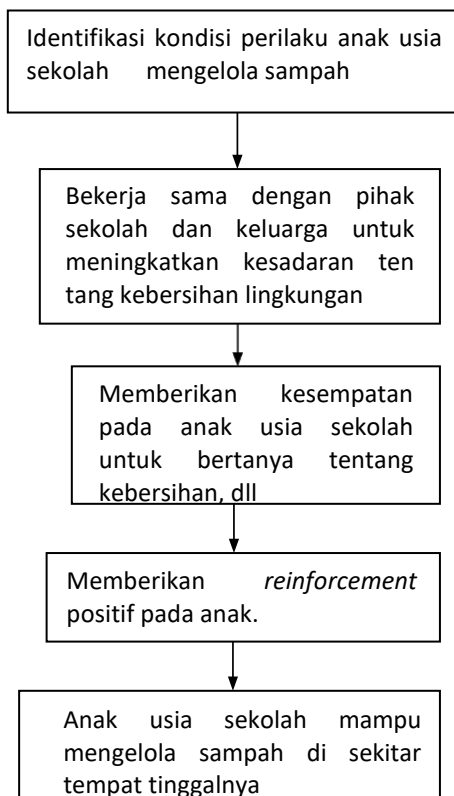 Identifikasi kondisi perilaku anak usia
sekolah mengelola sampah
Bekerja sama dengan pihak
sekolah dan keluarga untuk
meningkatkan kesadaran ten
tang kebersihan lingkungan
Memberikan kesempatan
pada anak usia sekolah
untuk bertanya tentang
kebersihan, dll
Memberikan reinforcement
positif pada anak.
Anak usia sekolah mampu
mengelola sampah di sekitar
tempat tinggalnya